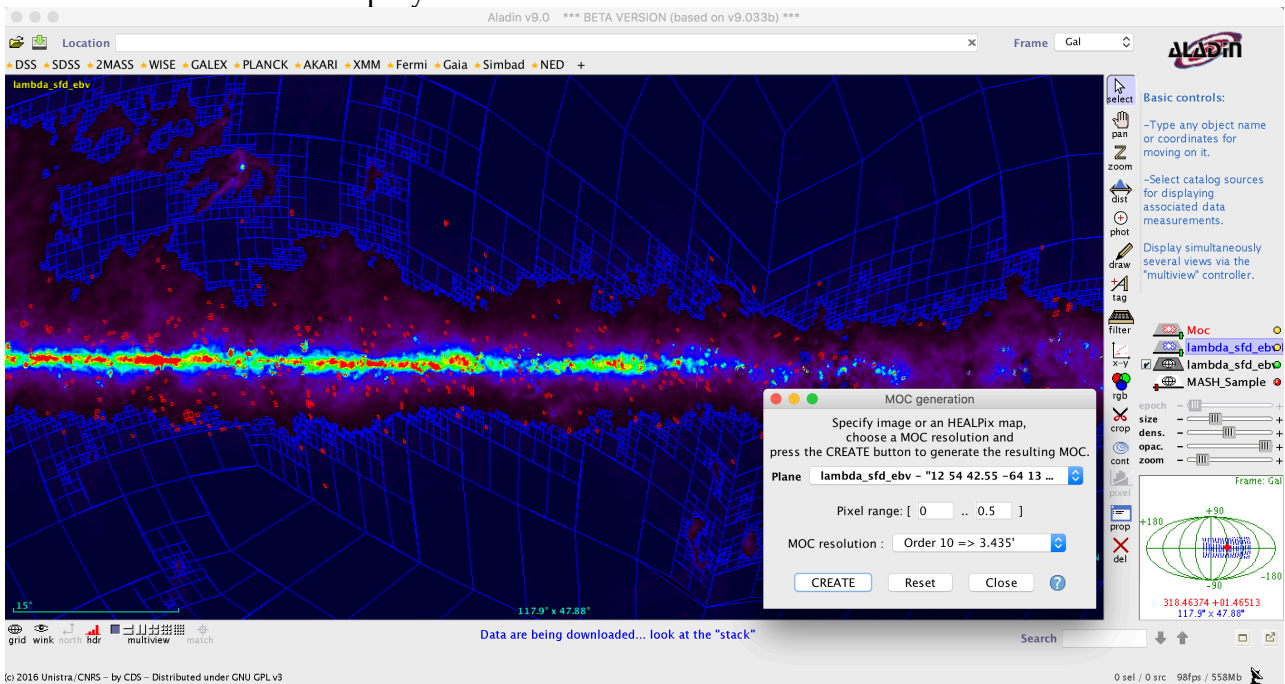 Aladin v9.0 *** BETA VERSION (based on v9.033b) ***
Location
Frame Gal
ALADIN
DSS SDSS 2MASS WISE GALEX PLANCK AKARI XMM Fermi Gaia Simbad NED +
lambda_sfd_ebv
select
pan
zoom
dist
phot
draw
tag
filter
x-y
rgb
crop
cont
pixel
prop
del
Basic controls:
-Type any object name
or coordinates for
moving on it.
-Select catalog sources
for displaying
associated data
measurements.
Display simultaneously
several views via the
"multiview" controller.
Moc
lambda_sfd_ebv
lambda_sfd_ebv
MASH_Sample
epoch - +
size - +
dens. - +
opac. - +
zoom - +
MOC generation
Specify image or an HEALPix map,
choose a MOC resolution and
press the CREATE button to generate the resulting MOC.
Plane lambda_sfd_ebv - "12 54 42.55 -64 13 ...
Pixel range: [ 0 .. 0.5 ]
MOC resolution : Order 10 => 3.435'
CREATE Reset Close ?
Frame: Gal
+90
+180
-180
-90
318.46374 +01.46513
117.9° x 47.88°
15°
117.9° x 47.88°
N
grid wink north hdr multiview match
Data are being downloaded... look at the "stack"
Search
(c) 2016 Unistra/CNRS - by CDS - Distributed under GNU GPL v3
0 sel / 0 src 98fps / 558Mb